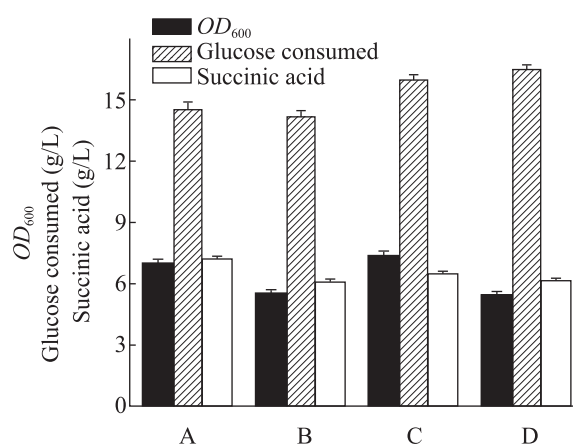 OD600
Glucose consumed
Succinic acid
OD600
Glucose consumed (g/L)
Succinic acid (g/L)
15
12
9
6
3
0
A B C D